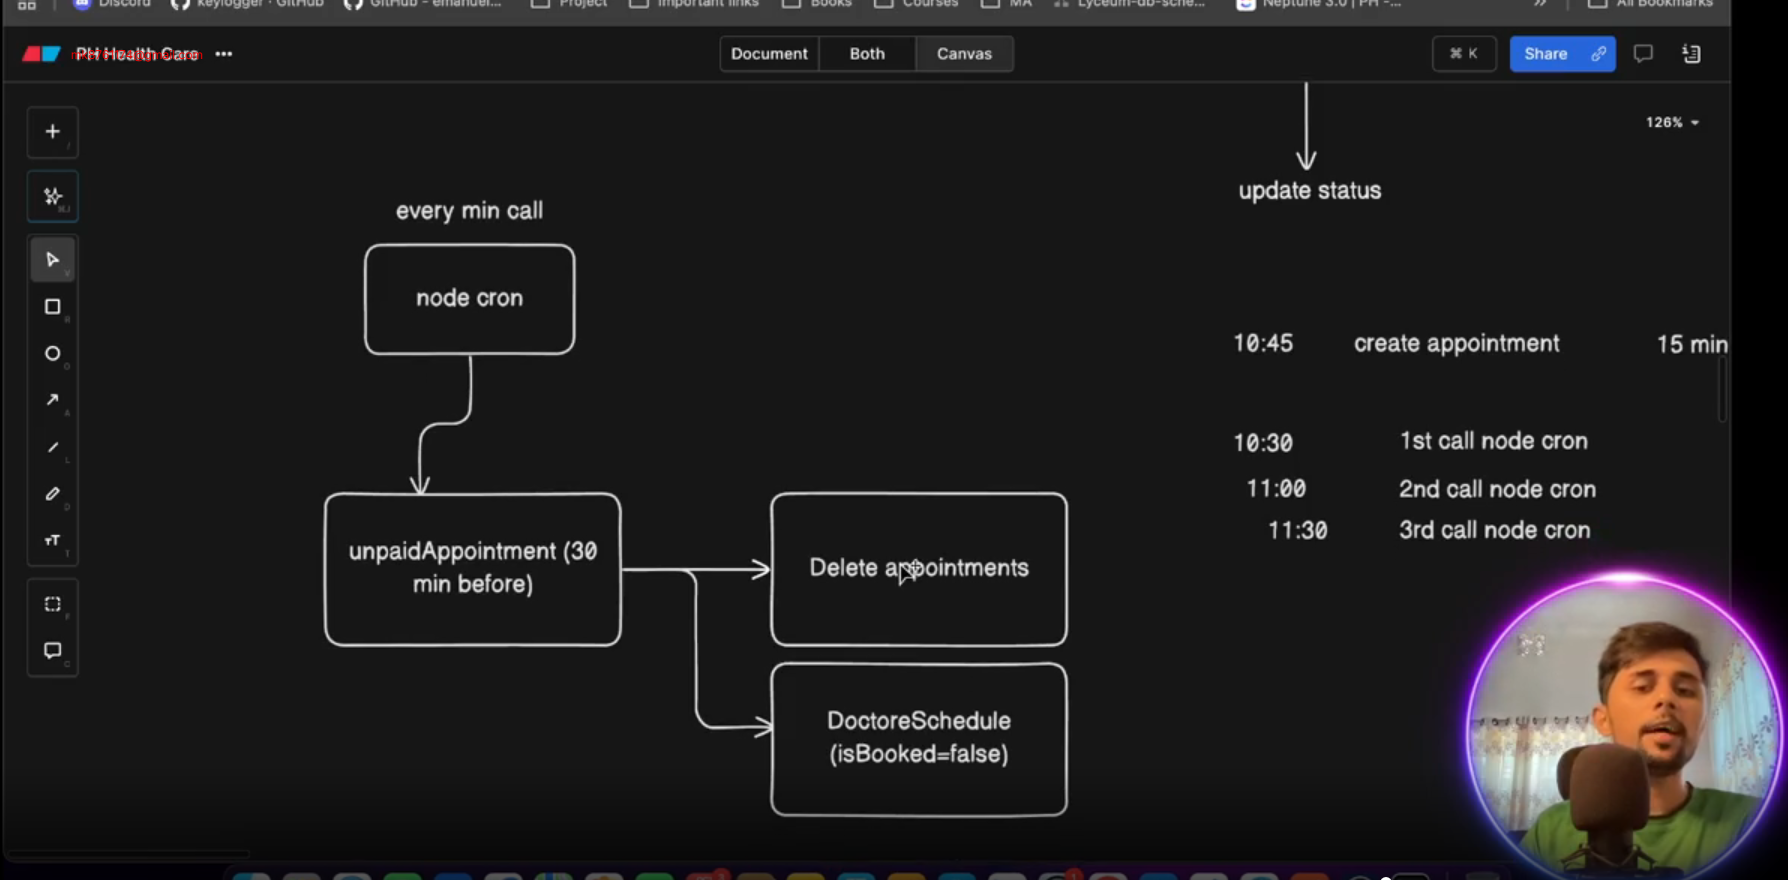 Discord
keylogger · GitHub
GitHub - emanuel...
Project
Important links
Books
Courses
MA
Lyceum-db-sche...
Neptune 3.0 | PH -...
»
All Bookmarks
PH Health Care
Document
Both
Canvas
⌘ K
Share
126%
update status
every min call
node cron
10:45 create appointment 15 min
10:30 1st call node cron
11:00 2nd call node cron
11:30 3rd call node cron
unpaidAppointment (30
min before)
Delete appointments
DoctoreSchedule
(isBooked=false)